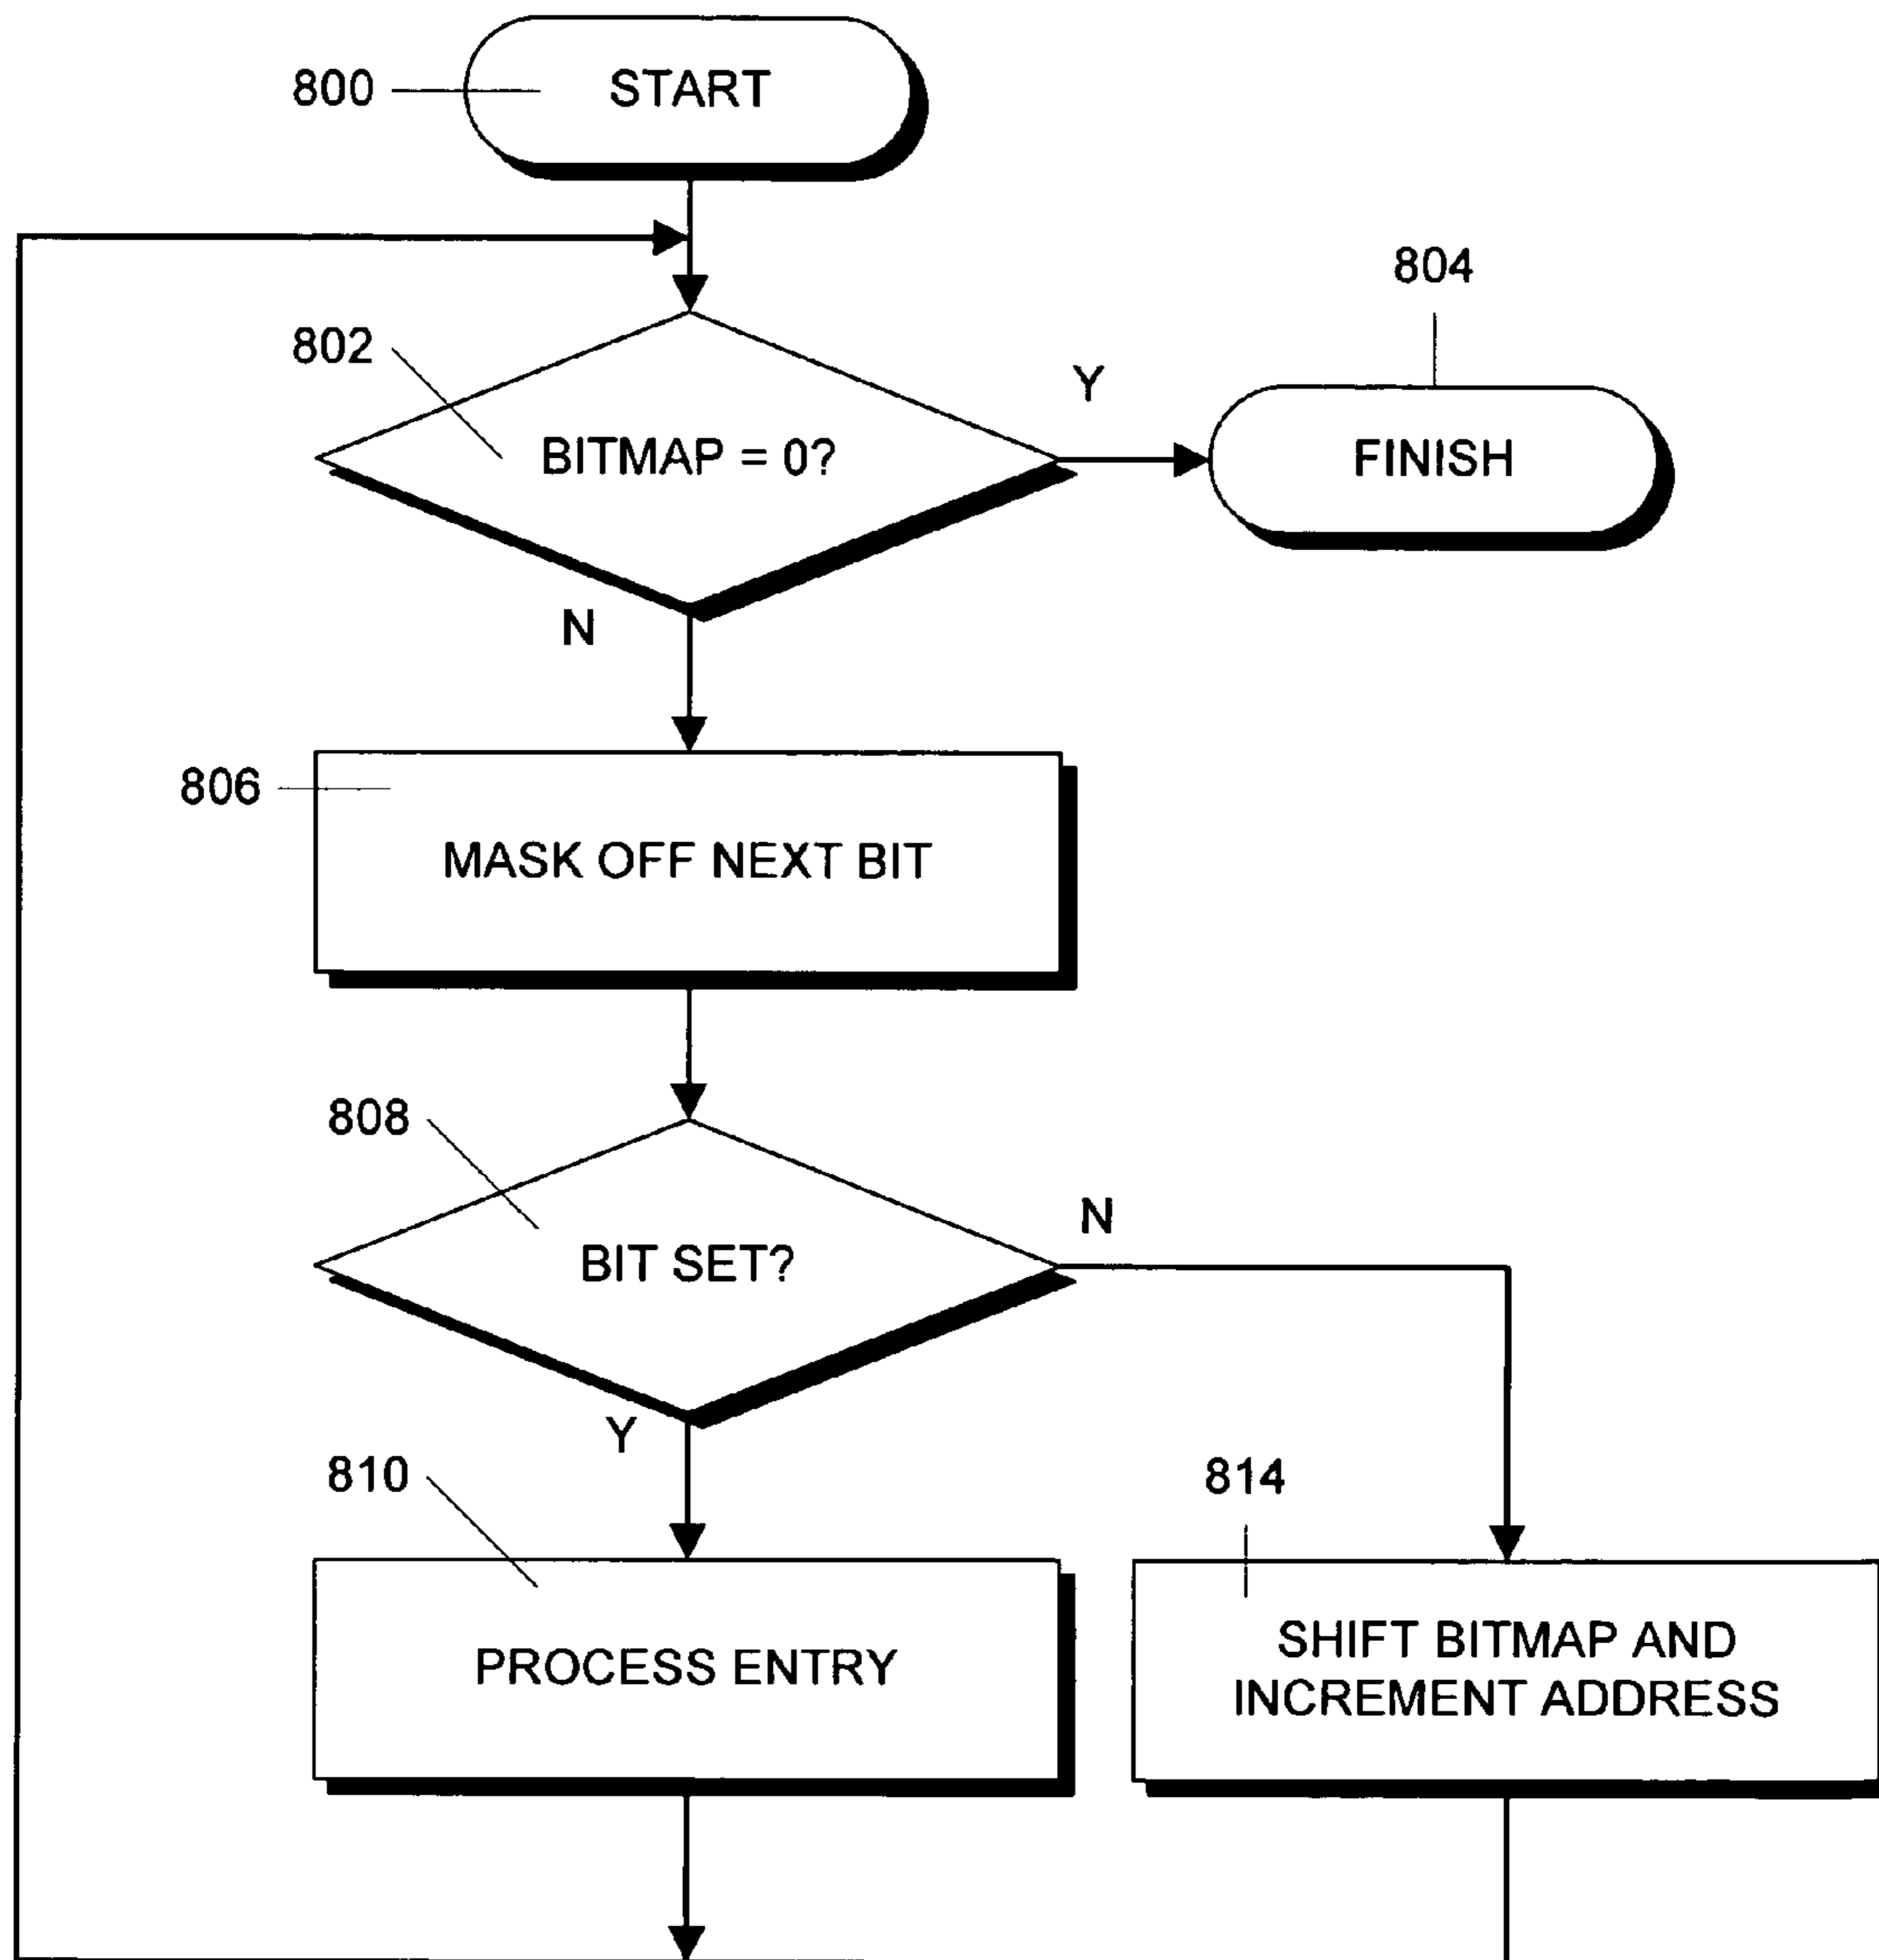 800
START
804
802
Y
BITMAP = 0?
FINISH
N
806
MASK OFF NEXT BIT
808
N
BIT SET?
Y
810
814
PROCESS ENTRY
SHIFT BITMAP AND
INCREMENT ADDRESS